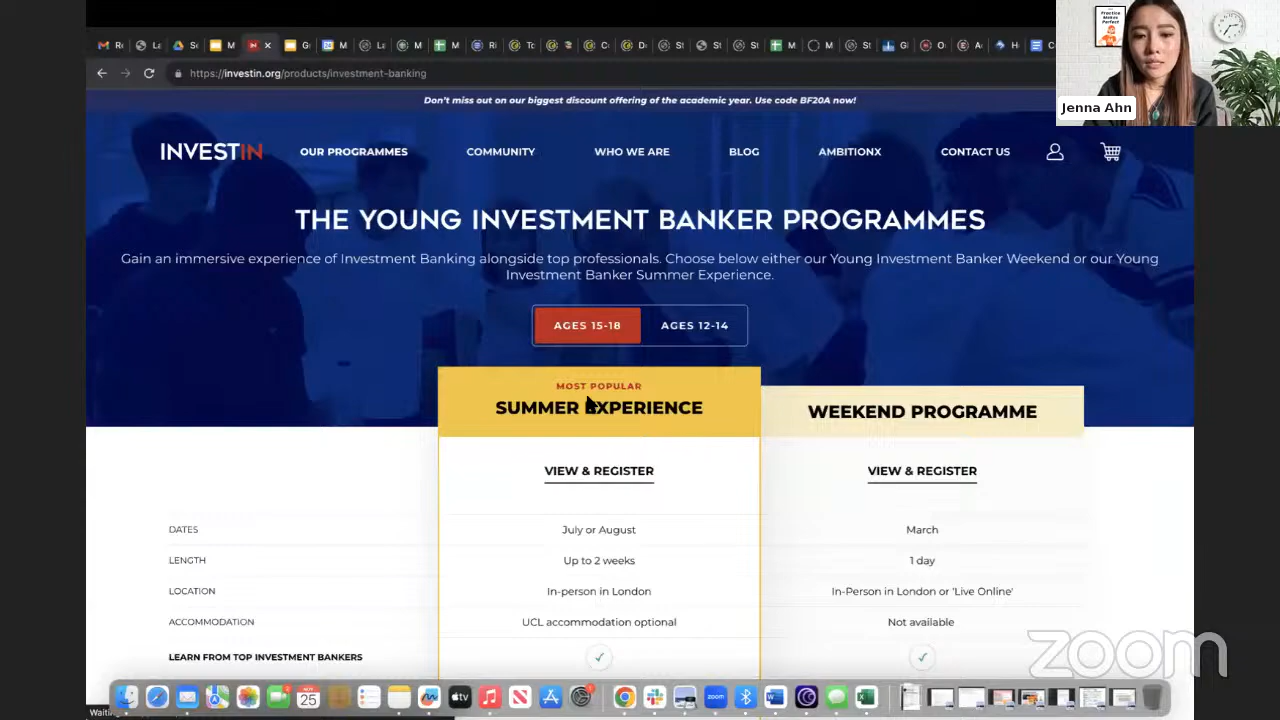 Practice
Makes
Perfect
Jenna Ahn
https://investin.org/products/investment-banking
Don't miss out on our biggest discount offering of the academic year. Use code BF20A now!
INVESTIN
OUR PROGRAMMES
COMMUNITY
WHO WE ARE
BLOG
AMBITIONX
CONTACT US
THE YOUNG INVESTMENT BANKER PROGRAMMES
Gain an immersive experience of Investment Banking alongside top professionals. Choose below either our Young Investment Banker Weekend or our Young
Investment Banker Summer Experience.
AGES 15-18
AGES 12-14
MOST POPULAR
SUMMER EXPERIENCE
WEEKEND PROGRAMME
VIEW & REGISTER
VIEW & REGISTER
DATES
July or August
March
LENGTH
Up to 2 weeks
1 day
LOCATION
In-person in London
In-Person in London or 'Live Online'
ACCOMMODATION
UCL accommodation optional
Not available
LEARN FROM TOP INVESTMENT BANKERS
zoom
25
tv
zoom